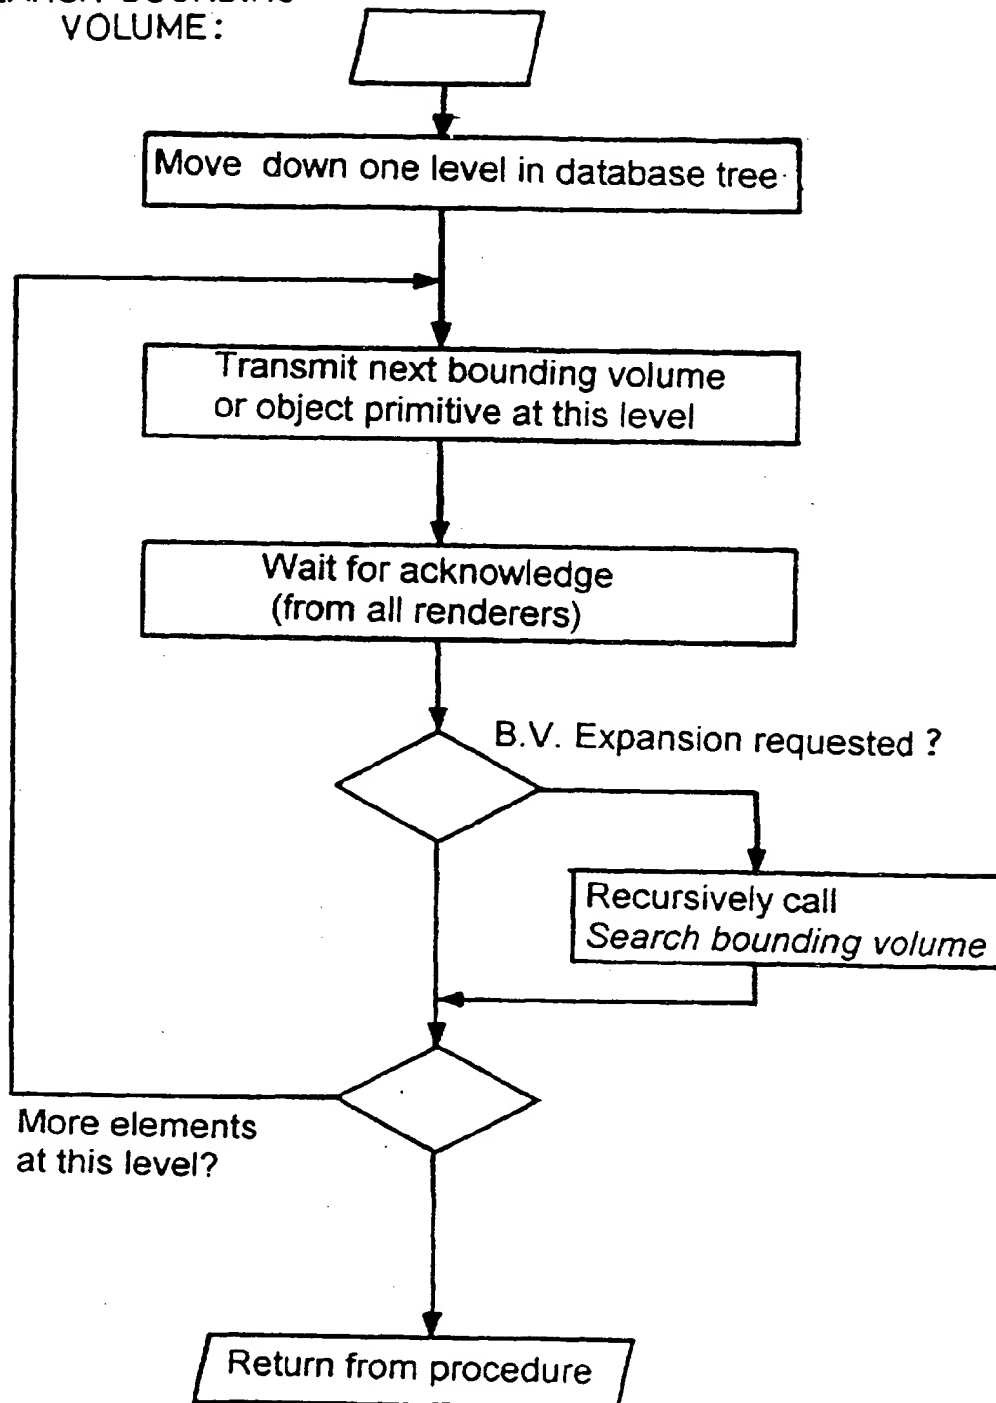 VOLUME:
Move down one level in database tree
Transmit next bounding volume
or object primitive at this level
Wait for acknowledge
(from all renderers)
B.V. Expansion requested ?
Recursively call
Search bounding volume
More elements
at this level?
Return from procedure